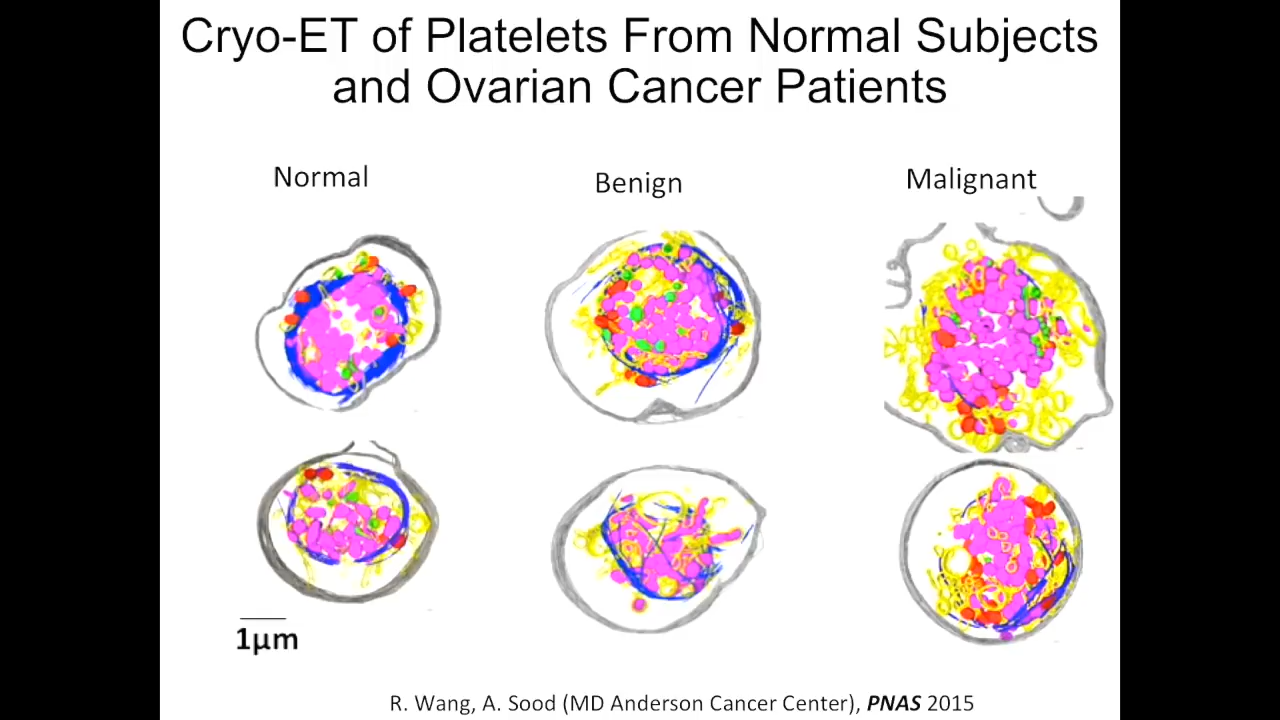 Cryo-ET of Platelets From Normal Subjects
and Ovarian Cancer Patients
Normal
Benign
Malignant
1µm
R. Wang, A. Sood (MD Anderson Cancer Center), PNAS 2015